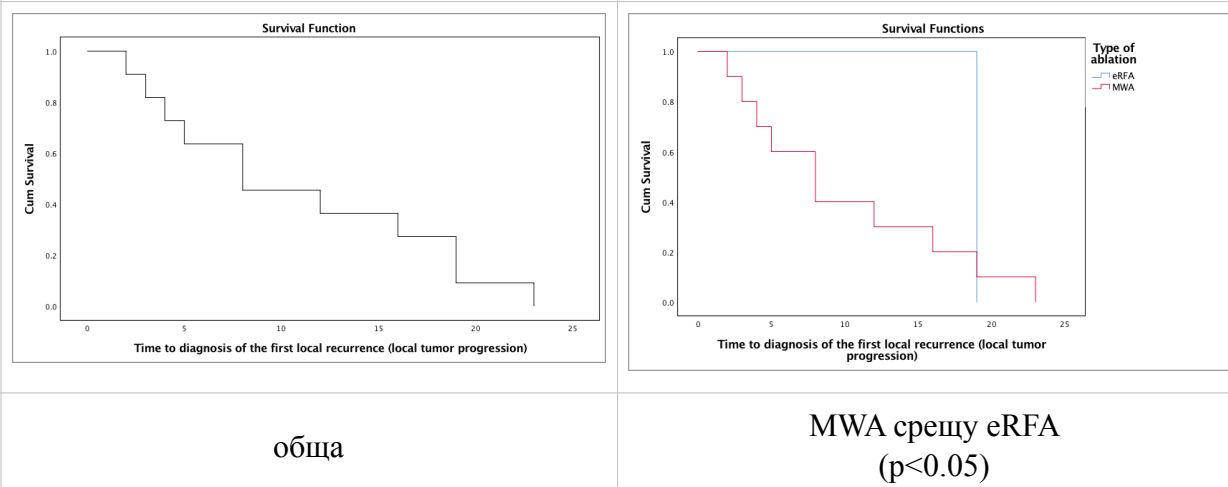 Survival Function
Cum Survival
1.0
0.8
0.6
0.4
0.2
0.0
0
5
10
15
20
25
Time to diagnosis of the first local recurrence (local tumor progression)
обща
Survival Functions
Cum Survival
1.0
0.8
0.6
0.4
0.2
0.0
0
5
10
15
20
25
Time to diagnosis of the first local recurrence (local tumor
progression)
Type of
ablation
eRFA
MWA
MWA срещу eRFA
(p<0.05)